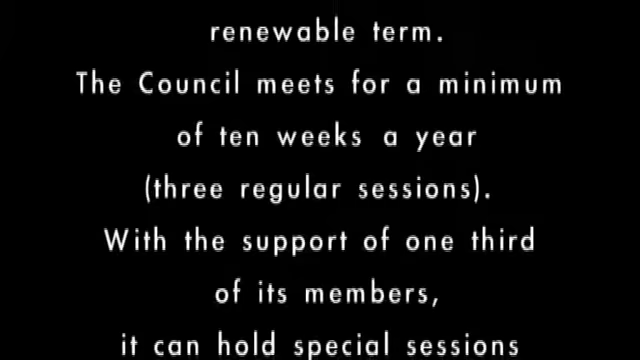 renewable term.
The Council meets for a minimum
of ten weeks a year
(three regular sessions).
With the support of one third
of its members,
it can hold special sessions